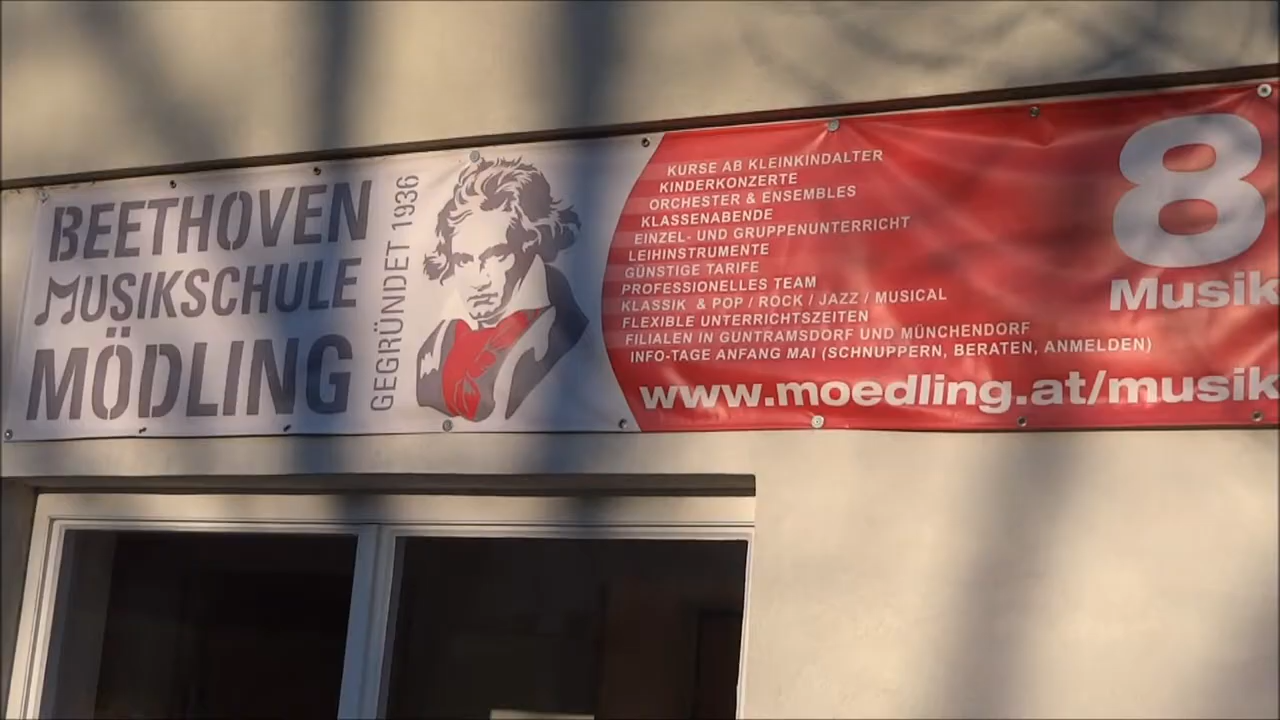 BEETHOVEN
MUSIKSCHULE
MÖDLING
GEGRÜNDET 1936
KURSE AB KLEINKINDALTER
KINDERKONZERTE
ORCHESTER & ENSEMBLES
KLASSENABENDE
EINZEL- UND GRUPPENUNTERRICHT
LEIHINSTRUMENTE
GÜNSTIGE TARIFE
PROFESSIONELLES TEAM
KLASSIK & POP / ROCK / JAZZ / MUSICAL
FLEXIBLE UNTERRICHTSZEITEN
FILIALEN IN GUNTRAMSDORF UND MÜNCHENDORF
INFO-TAGE ANFANG MAI (SCHNUPPERN, BERATEN, ANMELDEN)
www.moedling.at/musik
8
Musik